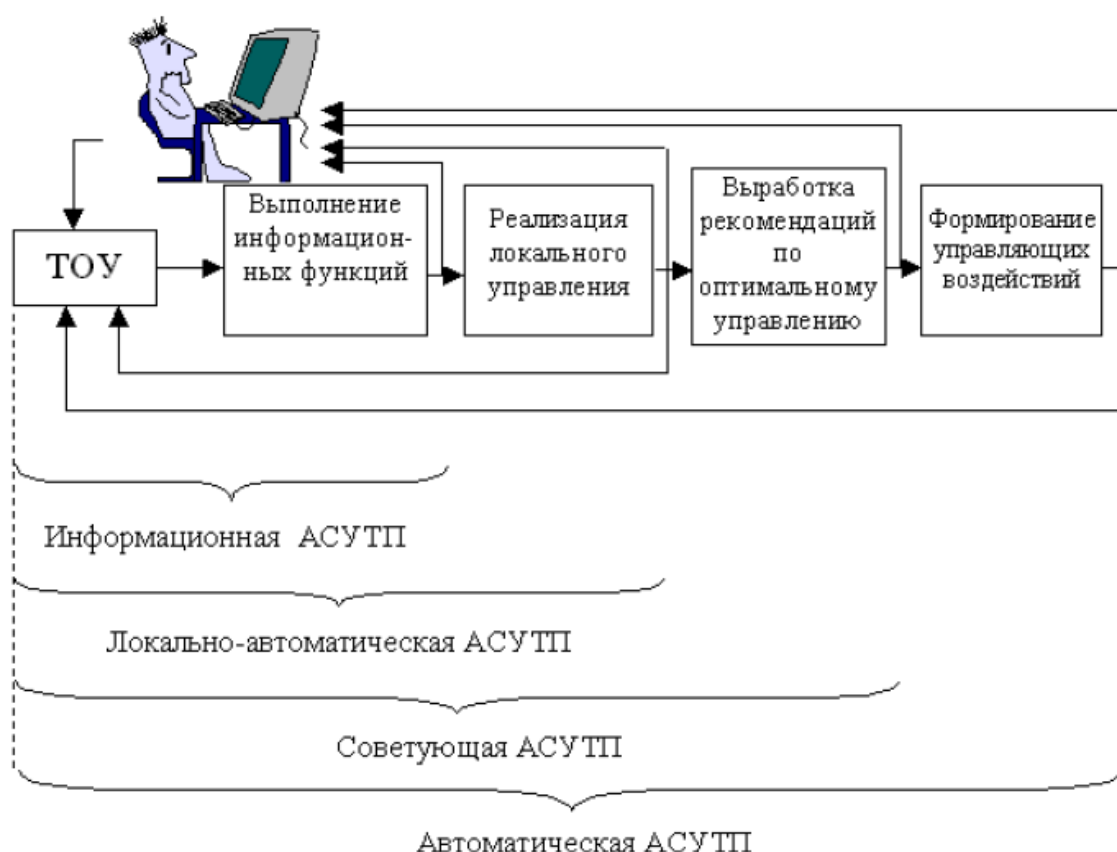 ТОУ
Выполнение
информацион-
ных функций
Реализация
локального
управления
Выработка
рекомендаций
по
оптимальному
управлению
Формирование
управляющих
воздействий
Информационная АСУТП
Локально-автоматическая АСУТП
Советующая АСУТП
Автоматическая АСУТП